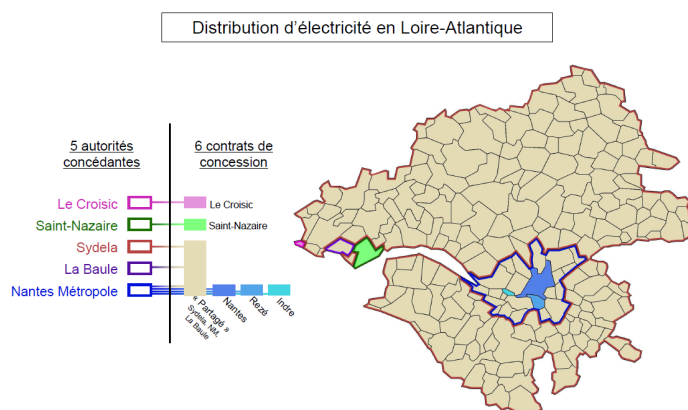 Distribution d'électricité en Loire-Atlantique
5 autorités
concédantes
6 contrats de
concession
Le Croisic
Le Croisic
Saint-Nazaire
Saint-Nazaire
Sydela
La Baule
Nantes Métropole
« Partagé »
Sydela, NM,
La Baule
Nantes
Rezé
Indre